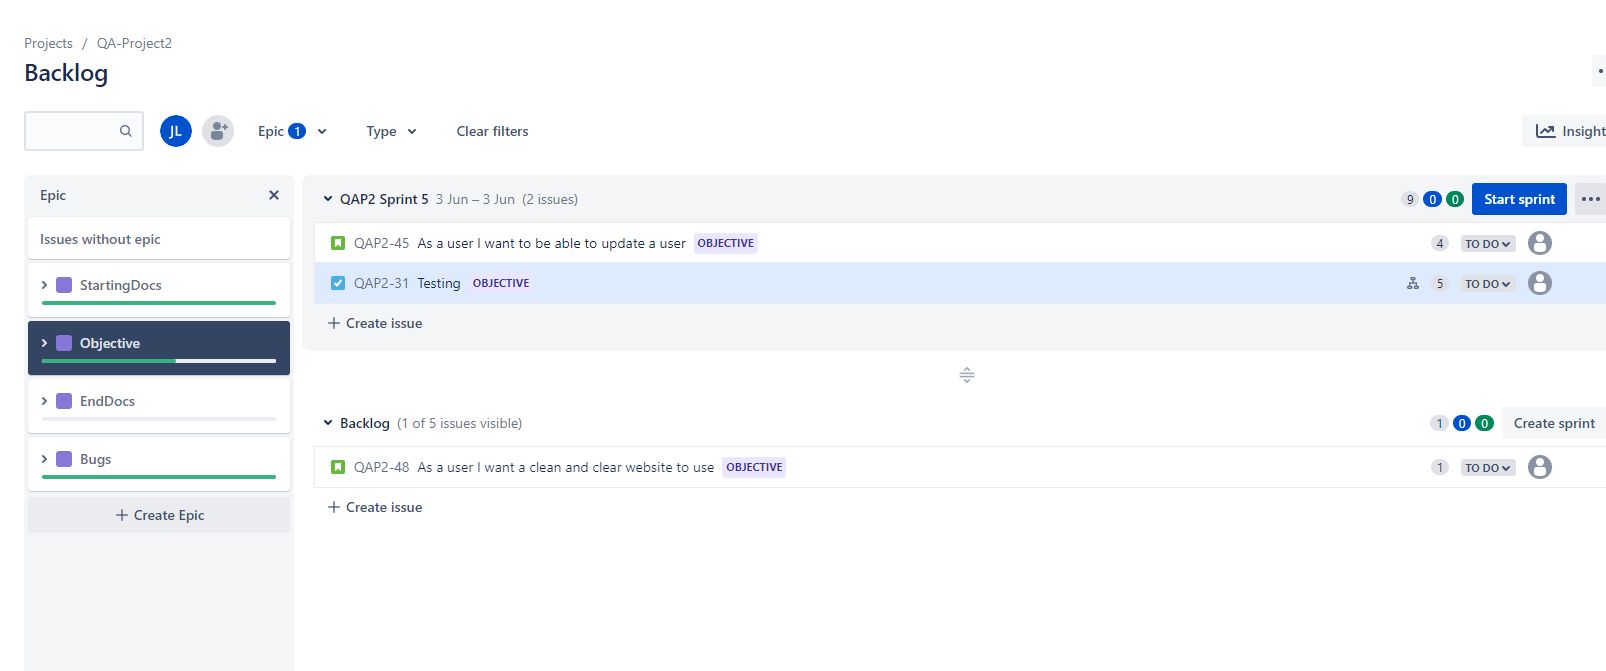 Projects / QA-Project2
Backlog
JL Epic 1 Type Clear filters Insight
Epic
Issues without epic
StartingDocs
Objective
EndDocs
Bugs
+ Create Epic
QAP2 Sprint 5 3 Jun – 3 Jun (2 issues) 9 0 0 Start sprint
QAP2-45 As a user I want to be able to update a user OBJECTIVE 4 TO DO
QAP2-31 Testing OBJECTIVE 5 TO DO
+ Create issue
Backlog (1 of 5 issues visible) 1 0 0 Create sprint
QAP2-48 As a user I want a clean and clear website to use OBJECTIVE 1 TO DO
+ Create issue